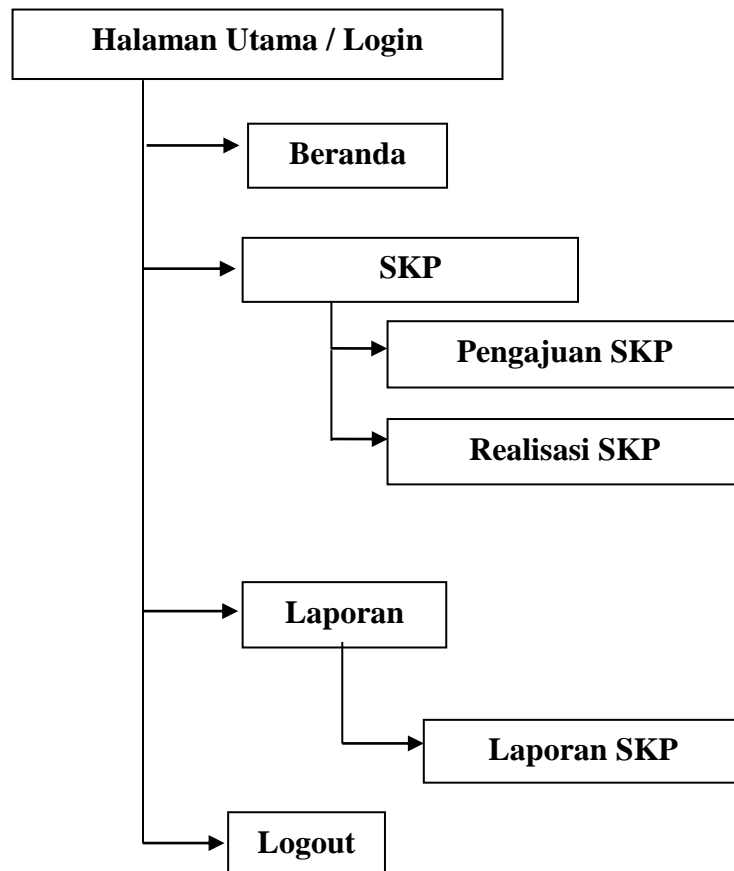 Halaman Utama / Login
Beranda
SKP
Pengajuan SKP
Realisasi SKP
Laporan
Laporan SKP
Logout